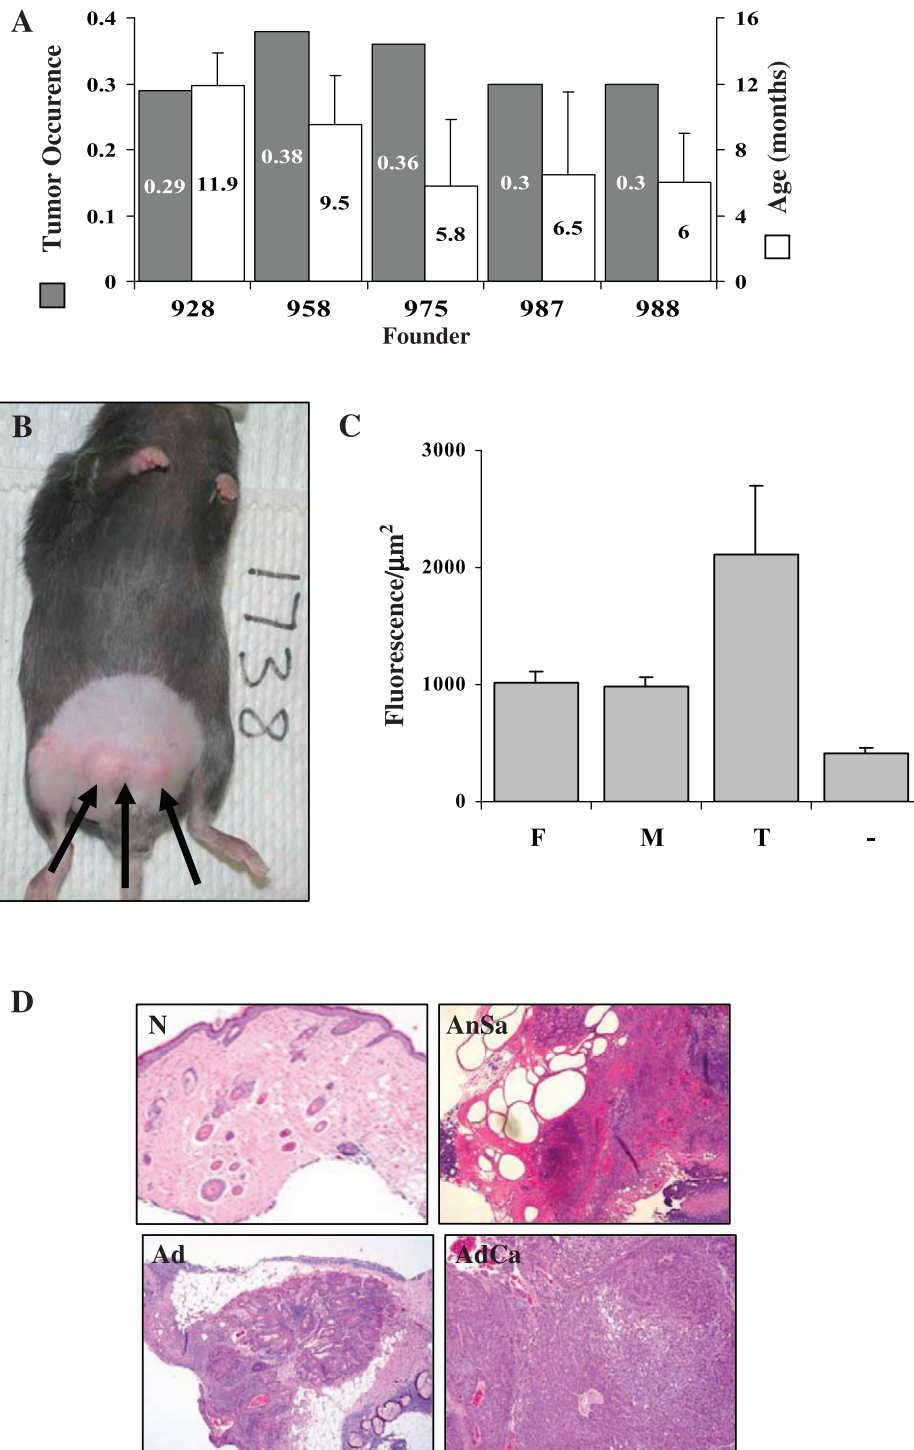 A
Tumor Occurence
Age (months)
0.4
0.3
0.2
0.1
0
16
12
8
4
0
0.29
11.9
0.38
9.5
0.36
5.8
0.3
6.5
0.3
6
928 958 975 987 988
Founder
B
1738
C
Fluorescence/μm²
3000
2000
1000
0
F M T -
D
N
AnSa
Ad
AdCa